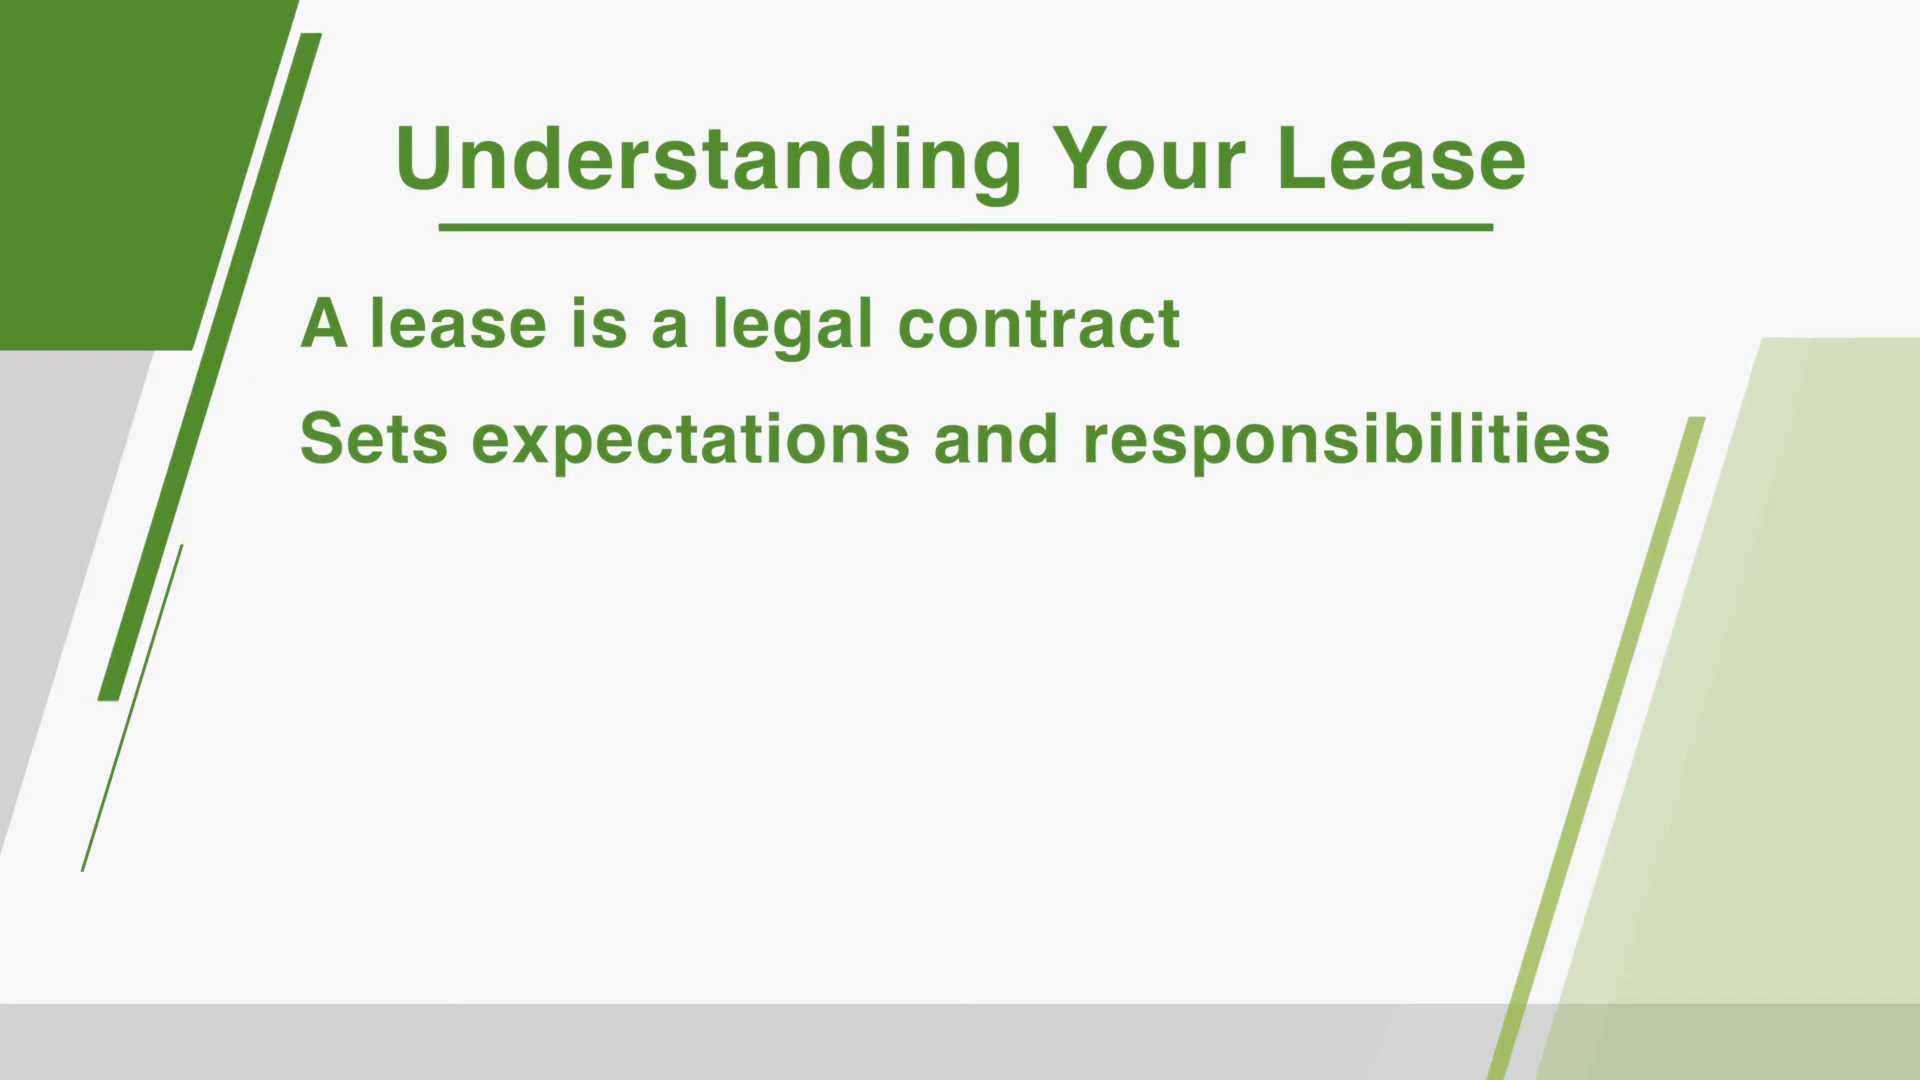 Understanding Your Lease
A lease is a legal contract
Sets expectations and responsibilities